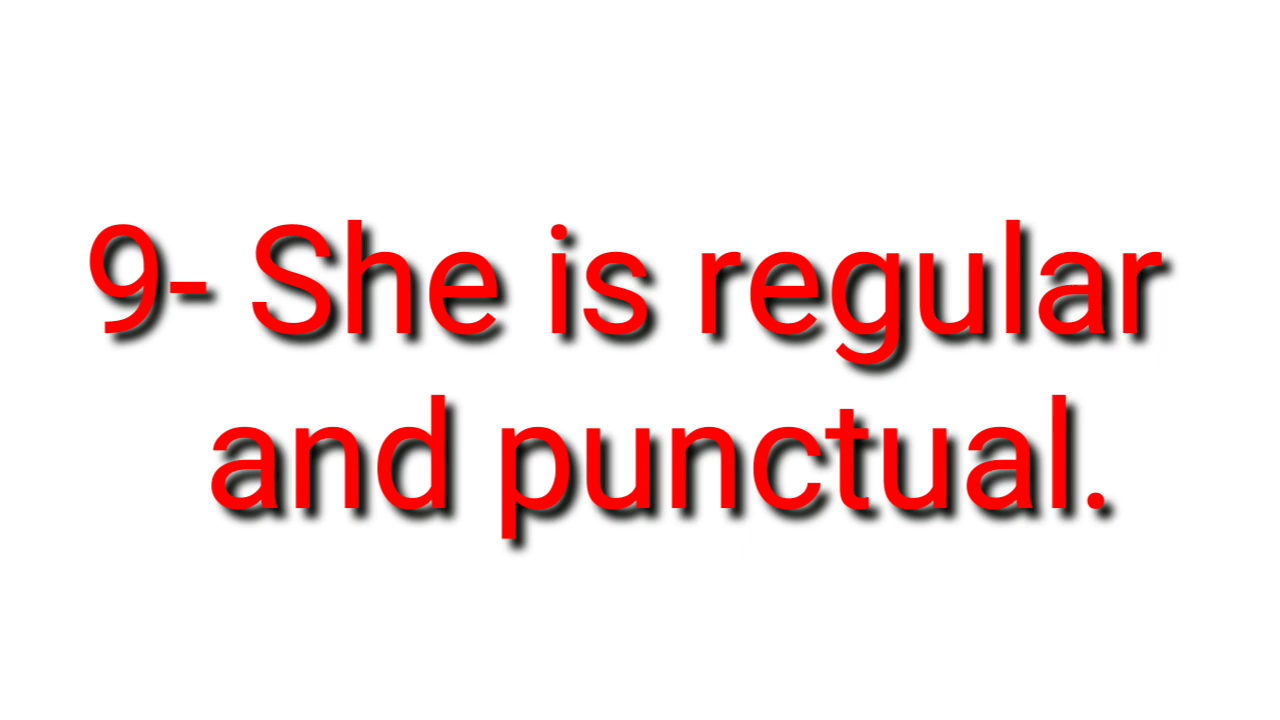 9- She is regular
and punctual.